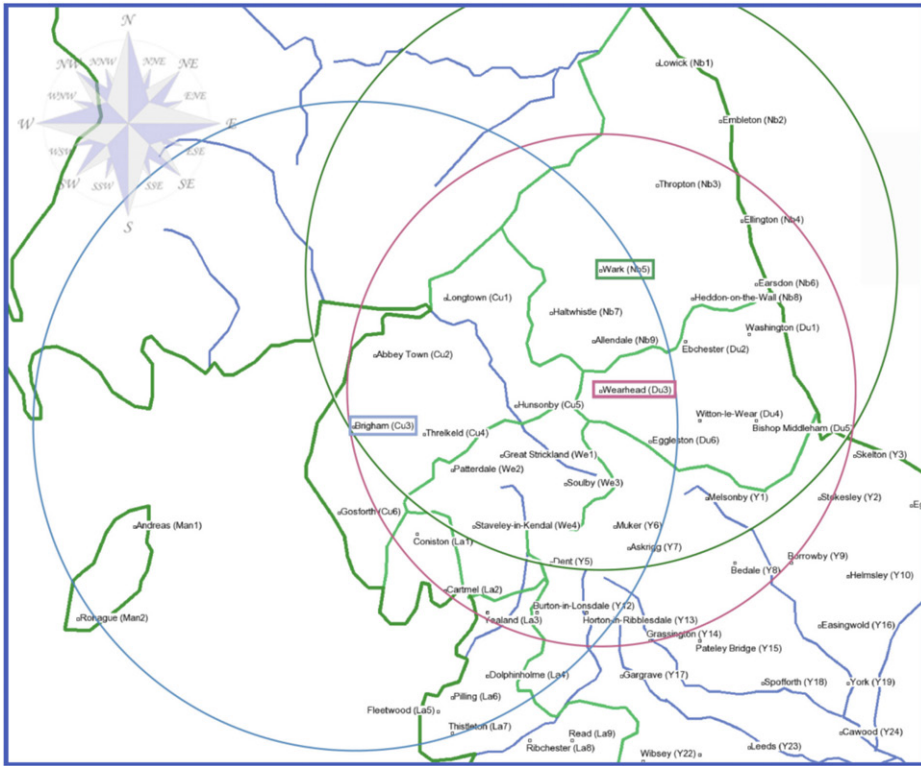 N
NNW
NNE
NW
NE
WNW
ENE
W
E
WSW
ESE
SW
SE
SSW
SSE
S
Lowick (Nb1)
Embleton (Nb2)
Thropton (Nb3)
Ellington (Nb4)
Wark (Nb5)
Earsdon (Nb6)
Longtown (Cu1)
Heddon-on-the-Wall (Nb8)
Haltwhistle (Nb7)
Washington (Du1)
Allendale (Nb9)
Ebchester (Du2)
Abbey Town (Cu2)
Wearhead (Du3)
Hunsonby (Cu5)
Witton-le-Wear (Du4)
Brigham (Cu3)
Bishop Middleham (Du5)
Threlkeld (Cu4)
Eggleston (Du6)
Great Strickland (We1)
Skelton (Y3)
Patterdale (We2)
Soulby (We3)
Melsonby (Y1)
Stokesley (Y2)
Gosforth (Cu6)
Andreas (Man1)
Staveley-in-Kendal (We4)
Muker (Y6)
Coniston (La1)
Askrigg (Y7)
Borrowby (Y9)
Dent (Y5)
Bedale (Y8)
Helmsley (Y10)
Cartmel (La2)
Burton-in-Lonsdale (Y12)
Ronague (Man2)
Yealand (La3)
Horton-in-Ribblesdale (Y13)
Easingwold (Y16)
Grassington (Y14)
Pateley Bridge (Y15)
Dolphinholme (La4)
Gargrave (Y17)
Spofforth (Y18)
York (Y19)
Pilling (La6)
Fleetwood (La5)
Thistleton (La7)
Read (La9)
Cawood (Y24)
Ribchester (La8)
Leeds (Y23)
Wibsey (Y22)